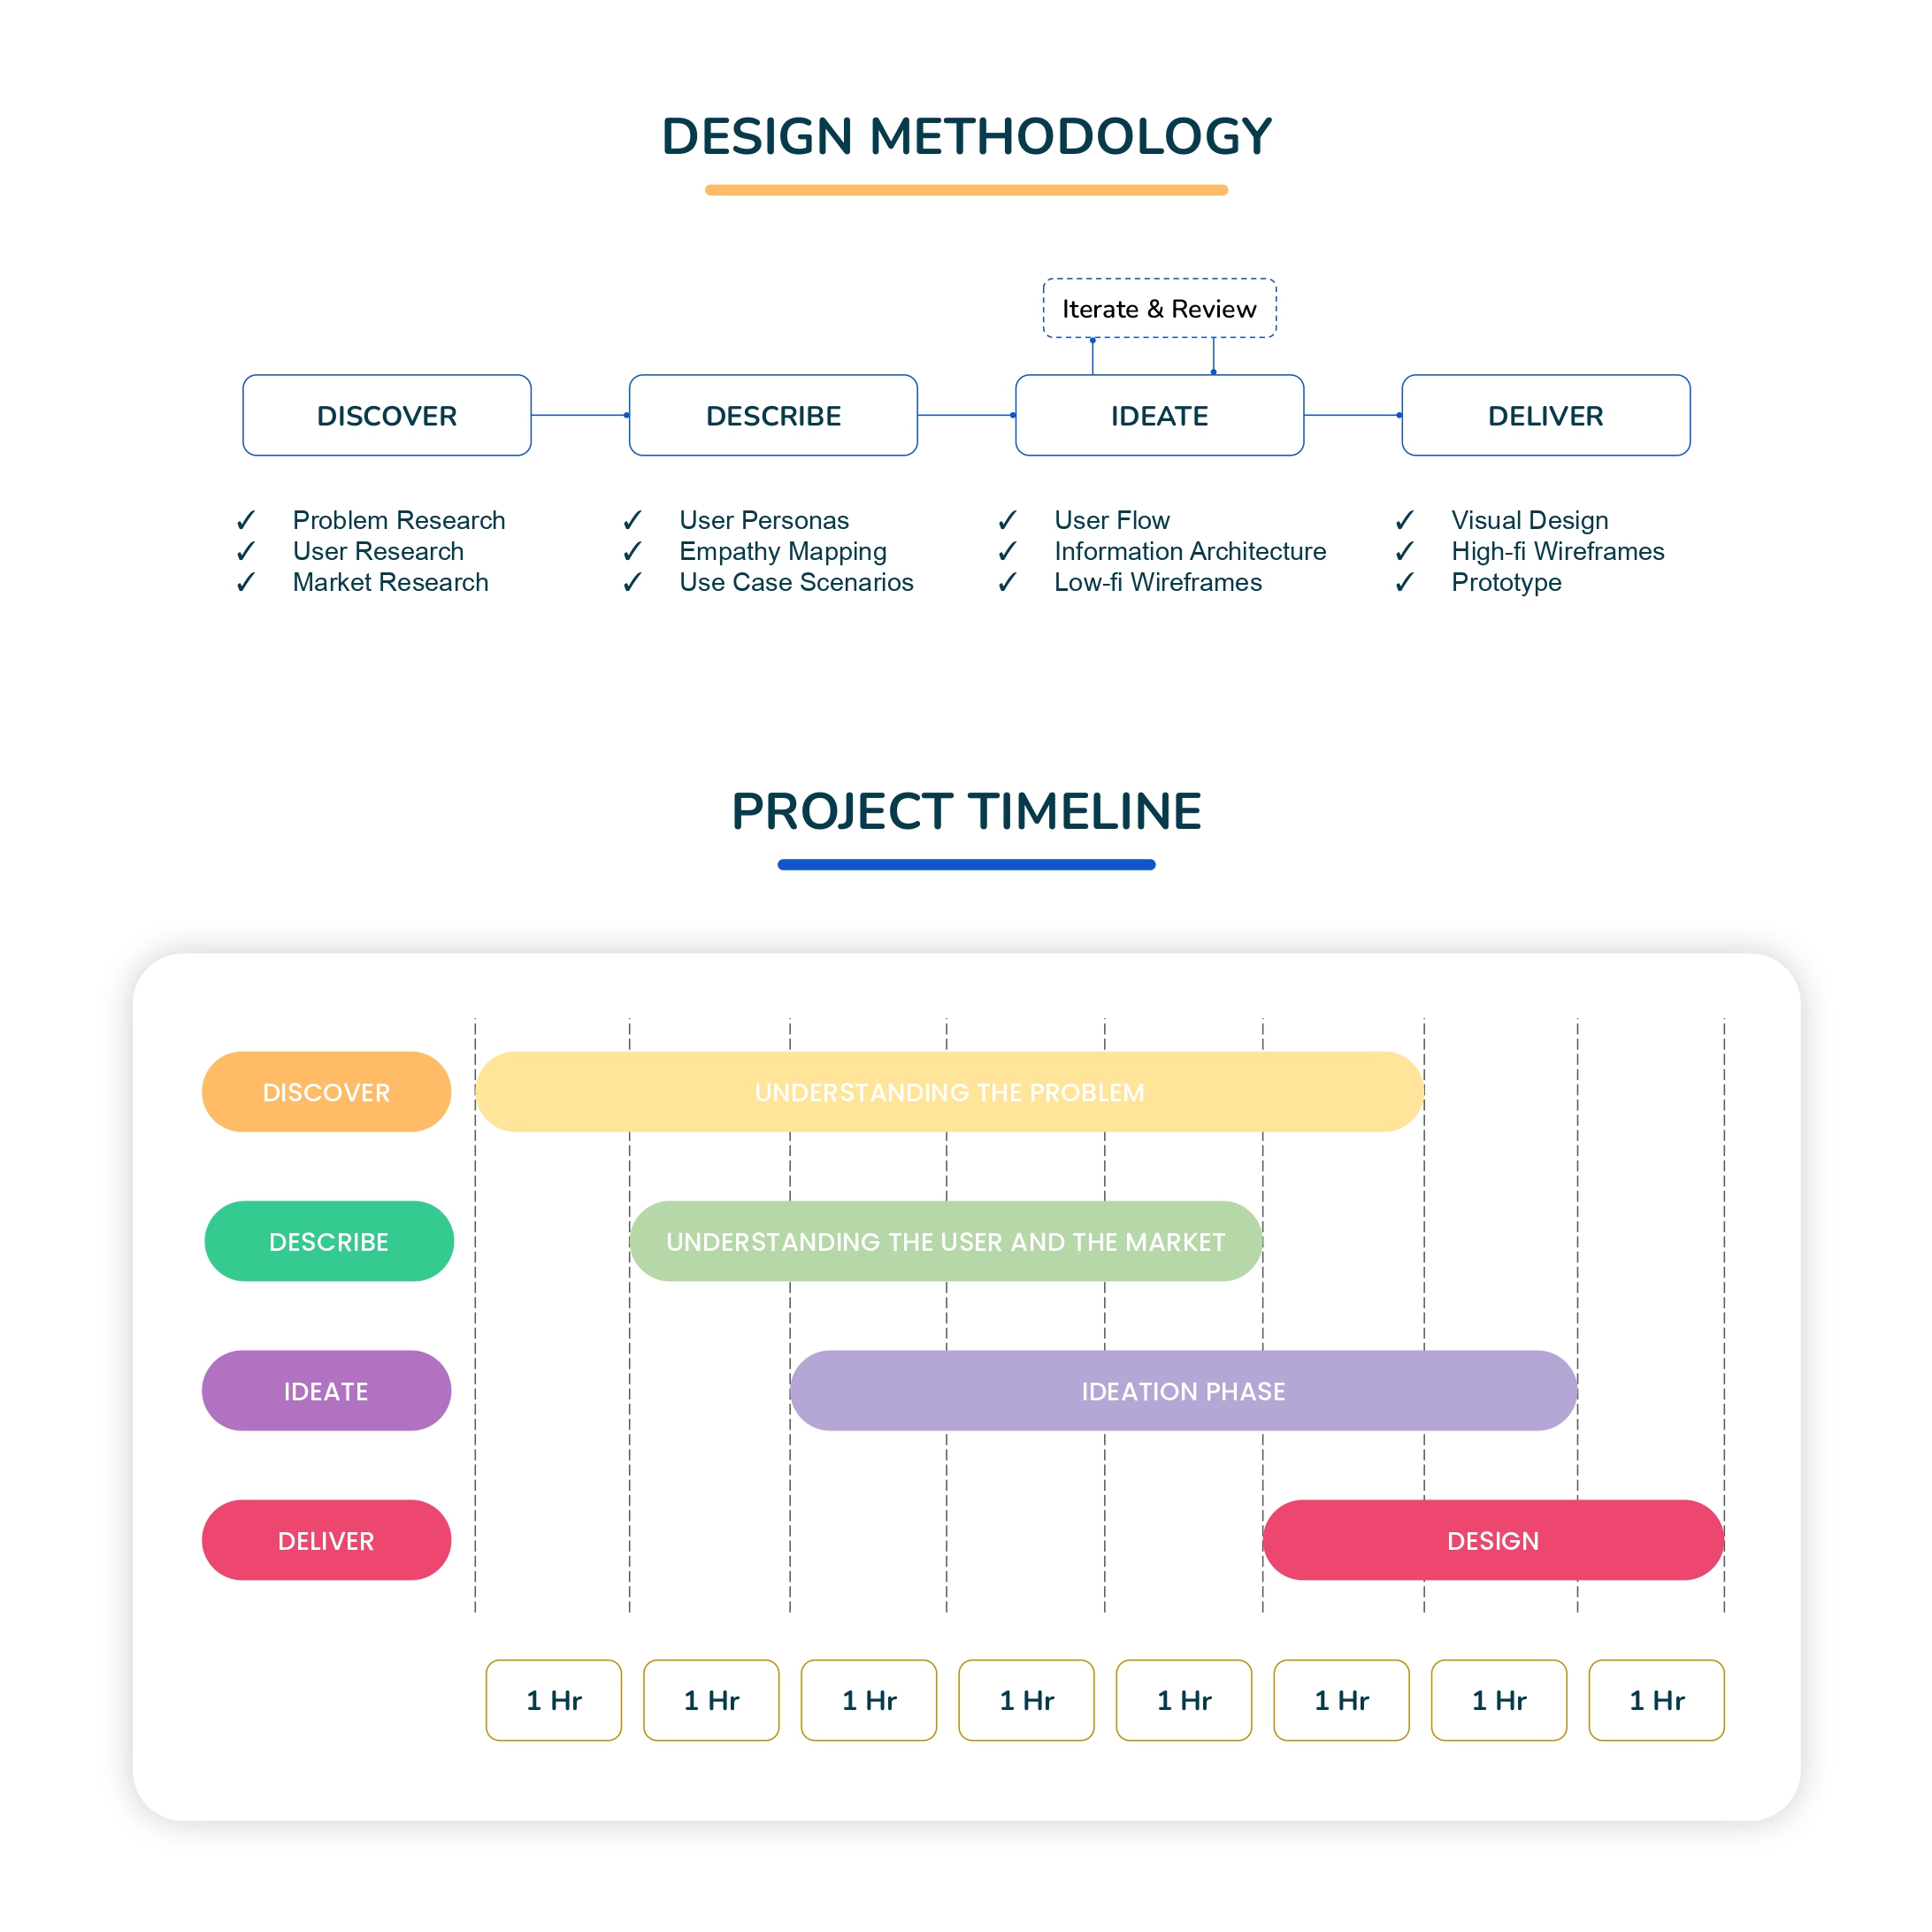 DESIGN METHODOLOGY
Iterate & Review
DISCOVER
DESCRIBE
IDEATE
DELIVER
✓ Problem Research
✓ User Research
✓ Market Research
✓ User Personas
✓ Empathy Mapping
✓ Use Case Scenarios
✓ User Flow
✓ Information Architecture
✓ Low-fi Wireframes
✓ Visual Design
✓ High-fi Wireframes
✓ Prototype
PROJECT TIMELINE
DISCOVER
UNDERSTANDING THE PROBLEM
DESCRIBE
UNDERSTANDING THE USER AND THE MARKET
IDEATE
IDEATION PHASE
DELIVER
DESIGN
1 Hr
1 Hr
1 Hr
1 Hr
1 Hr
1 Hr
1 Hr
1 Hr